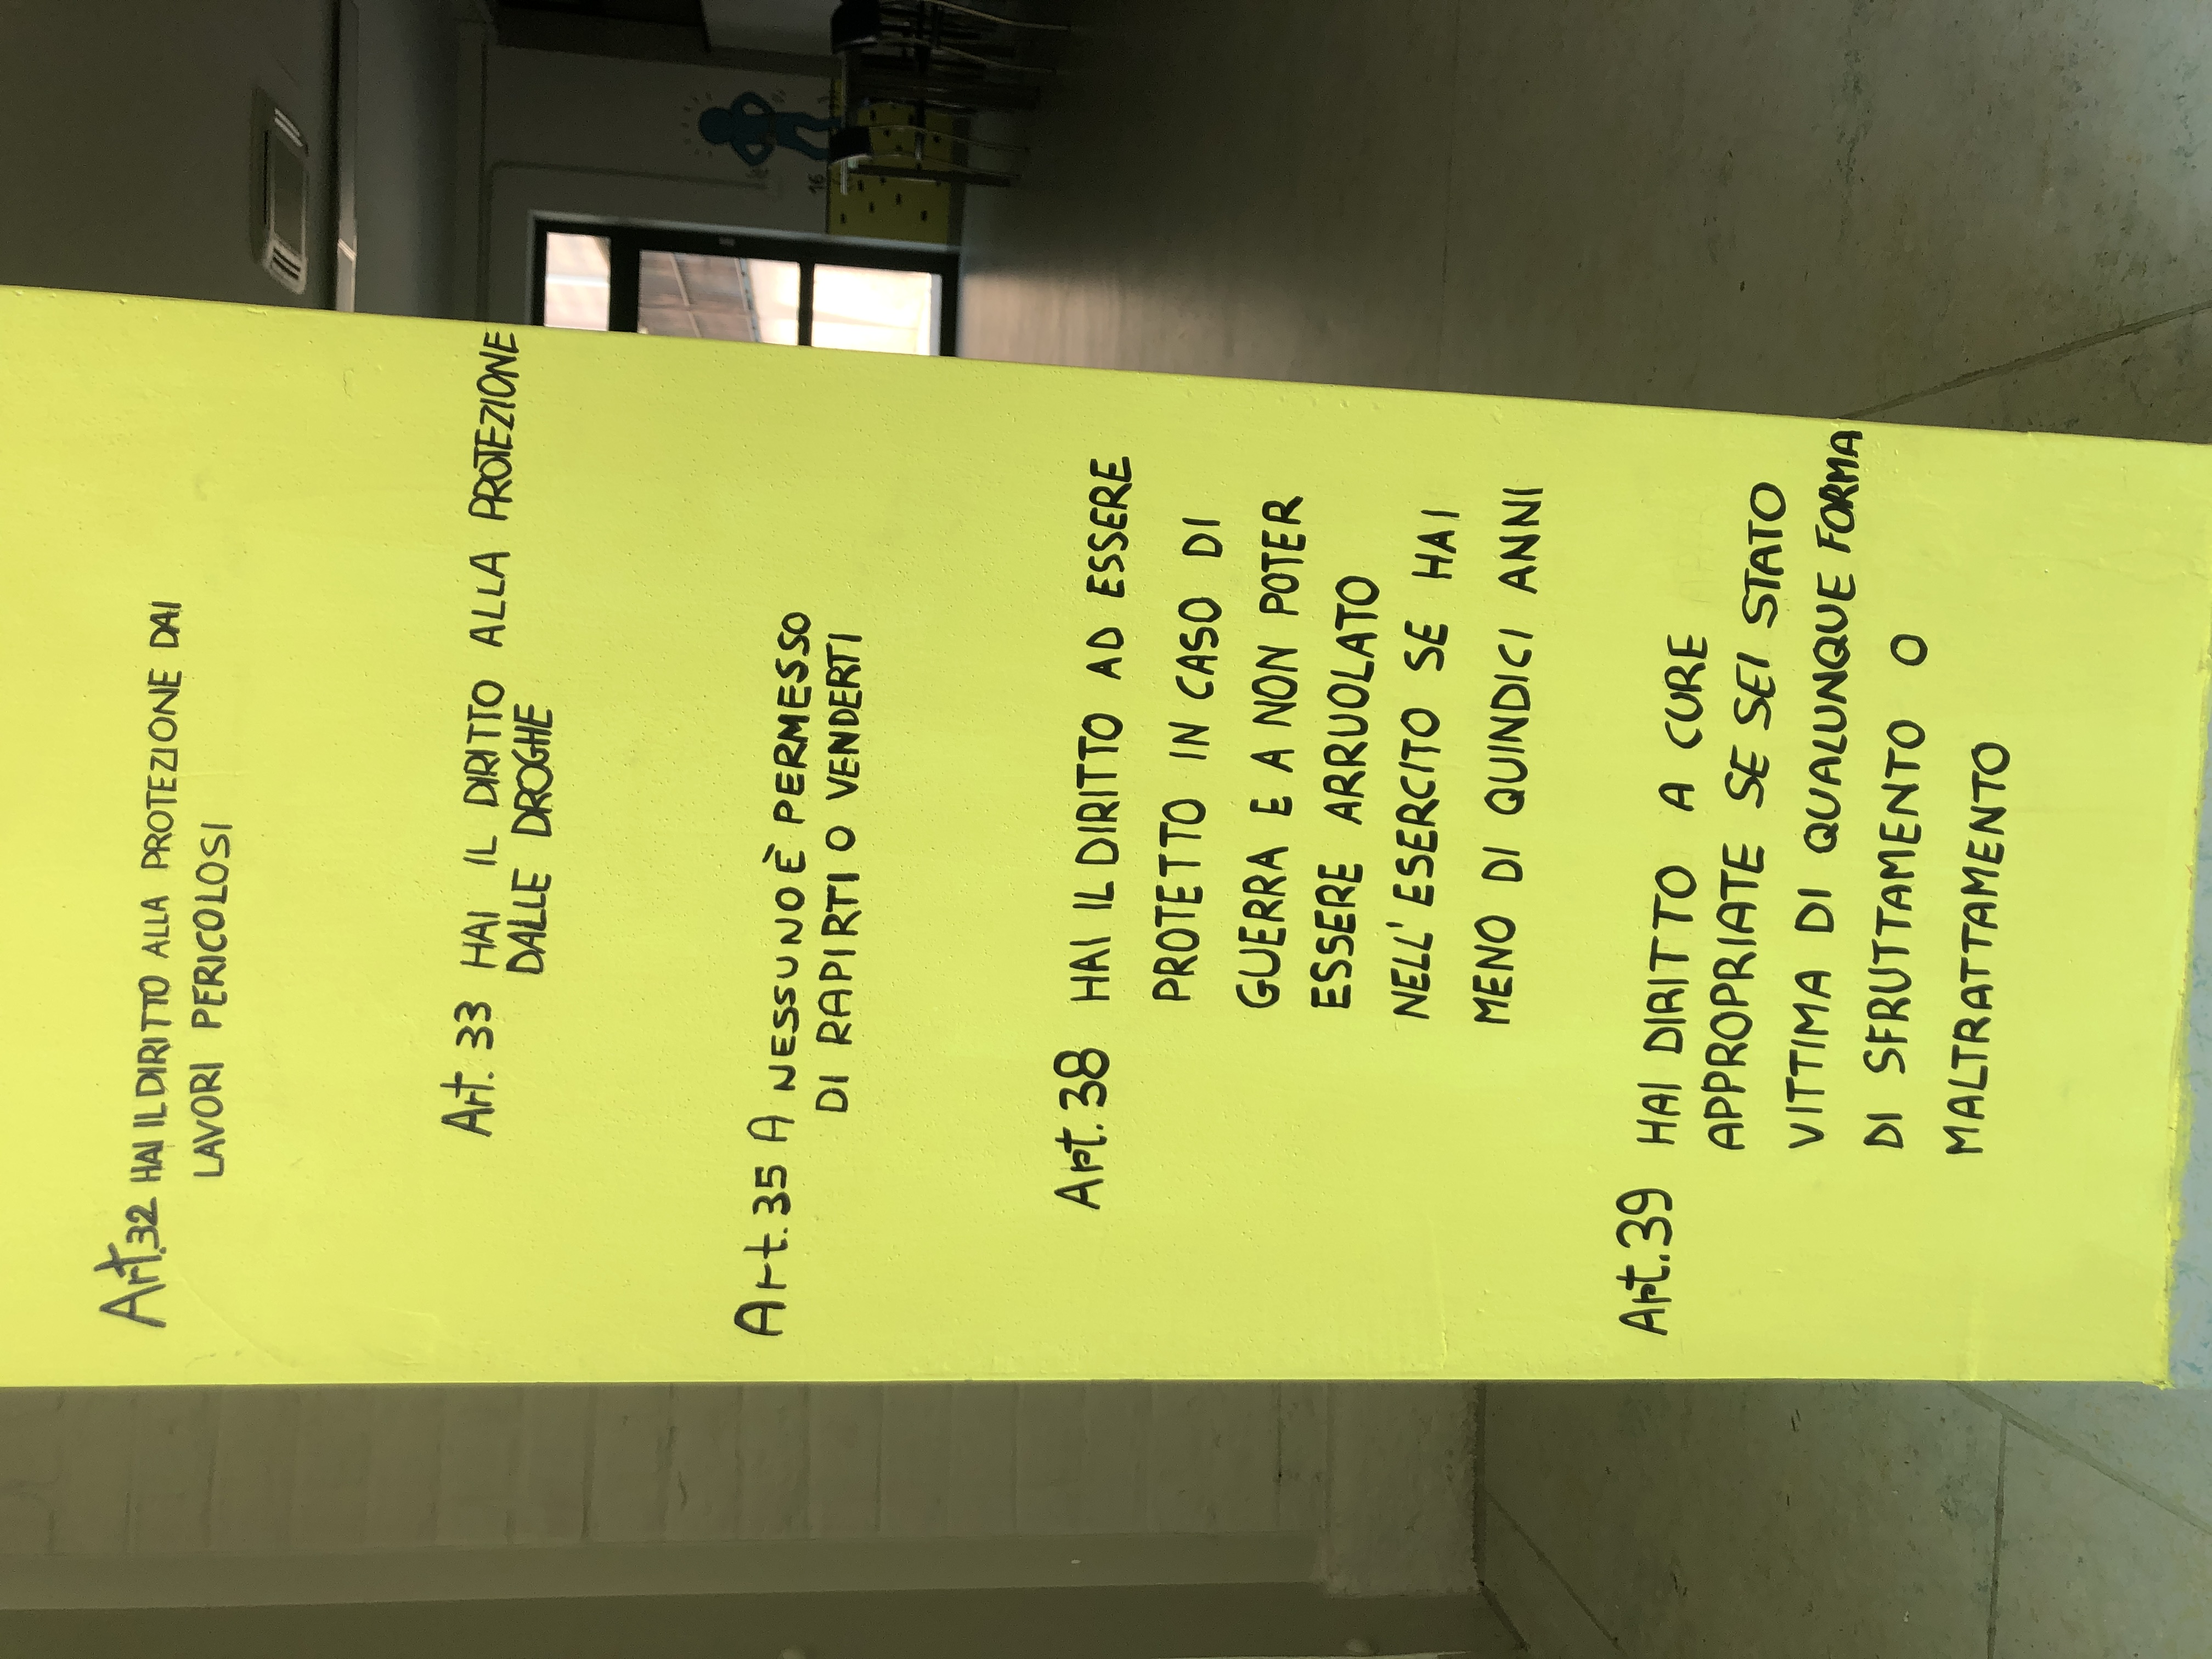 Art.32 HAI IL DIRITTO ALLA PROTEZIONE DAI
LAVORI PERICOLOSI
Art. 33 HAI IL DIRITTO ALLA PROTEZIONE
DALLE DROGHE
Art.35 A NESSUNO È PERMESSO
DI RAPIRTI O VENDERTI
Art.38 HAI IL DIRITTO AD ESSERE
PROTETTO IN CASO DI
GUERRA E A NON POTER
ESSERE ARRUOLATO
NELL'ESERCITO SE HAI
MENO DI QUINDICI ANNI
Art.39 HAI DIRITTO A CURE
APPROPRIATE SE SEI STATO
VITTIMA DI QUALUNQUE FORMA
DI SFRUTTAMENTO O
MALTRATTAMENTO
16